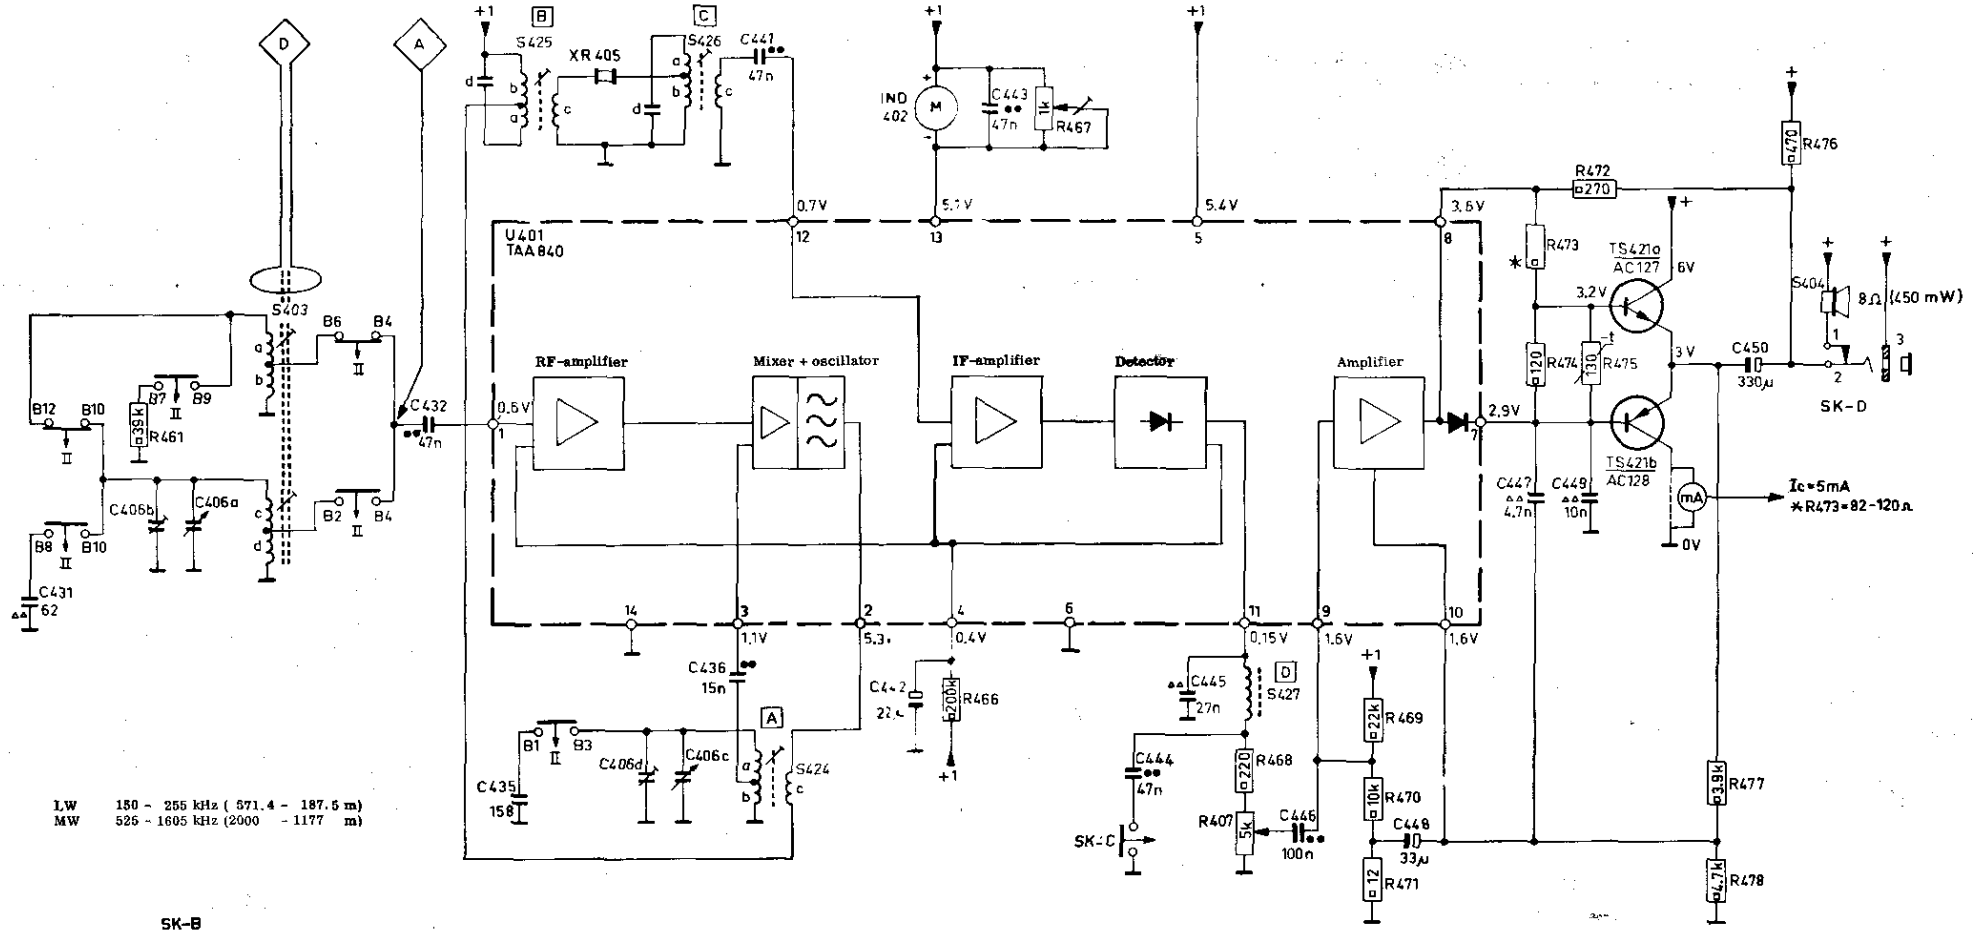 D
A
+1
B
S425
XR 405
C
S426
C441
47n
a
b
c
d
d
b
a
c
+1
IND
402
+
M
-
C443
47n
1k
R467
+1
+
470
R476
R472
270
0.7V
12
5.4V
5
3,6V
8
13
U401
TAA840
R473
*
TS421a
AC127
+
6V
3,2V
3V
+
+
S404
8Ω (450 mW)
1
2
3
SK-D
C450
330µ
120
R474
-t
130
R475
S403
a
b
c
d
B6
B4
II
B7
B9
II
B12
B10
II
39k
R461
C432
47n
0,6V
1
RF-amplifier
Mixer + oscillator
IF-amplifier
Detector
Amplifier
2,9V
7
TS421b
AC128
mA
Ic=5mA
*R473=82-120Ω
0V
C447
4.7n
C449
10n
B8
B10
II
C406b
C406a
B2
B4
II
C431
62
14
3
1,1V
2
4
0.4V
6
11
0,15V
9
1.6V
10
1,6V
C436
15n
R466
200k
+1
C445
27n
D
S427
+1
22k
R469
B1
B3
II
C435
158
C406d
C406c
A
a
b
c
S424
C444
47n
SK-C
220
R468
R407
5k
C446
100n
10k
R470
C448
33µ
12
R471
3.9k
R477
4.7k
R478
LW 150 - 255 kHz ( 571.4 - 187.5 m)
MW 525 - 1605 kHz (2000 - 1177 m)
SK-B